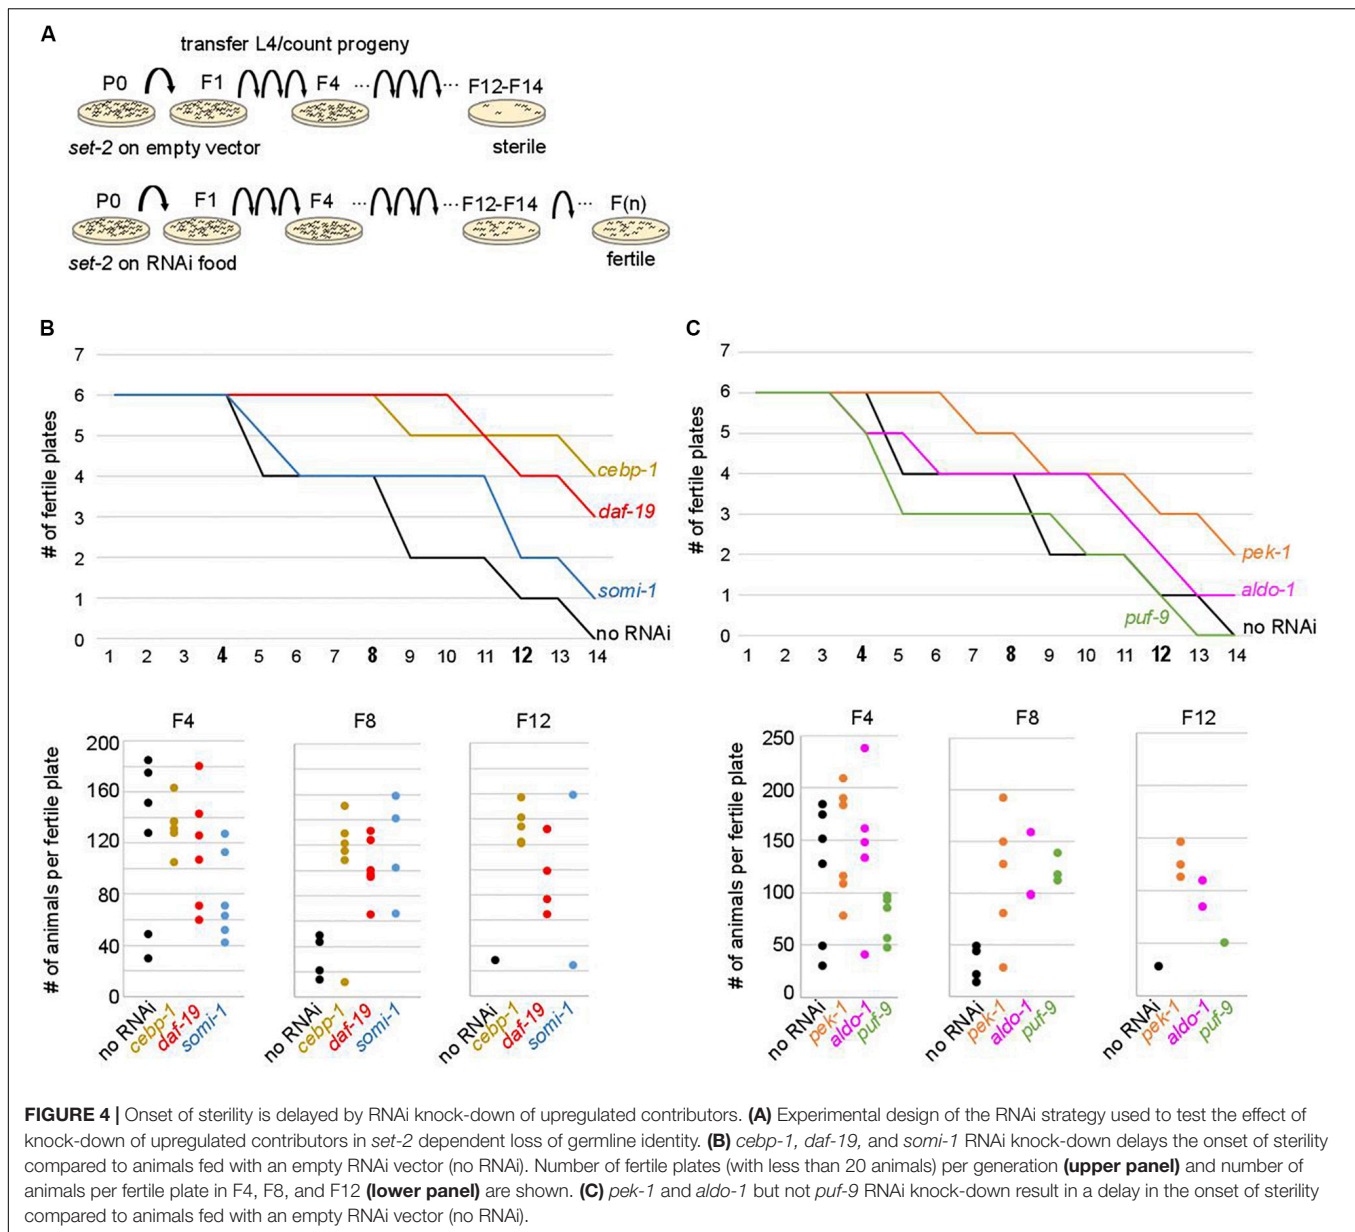 A
transfer L4/count progeny
P0 F1 F4 ... ... F12-F14
set-2 on empty vector sterile
P0 F1 F4 ... ...F12-F14 ... F(n)
set-2 on RNAi food fertile
B
# of fertile plates
7
6
5
4
3
2
1
0
cebp-1
daf-19
somi-1
no RNAi
1 2 3 4 5 6 7 8 9 10 11 12 13 14
F4 F8 F12
# of animals per fertile plate
200
160
120
80
40
0
no RNAi cebp-1 daf-19 somi-1
no RNAi cebp-1 daf-19 somi-1
no RNAi cebp-1 daf-19 somi-1
C
# of fertile plates
7
6
5
4
3
2
1
0
pek-1
aldo-1
puf-9
no RNAi
1 2 3 4 5 6 7 8 9 10 11 12 13 14
F4 F8 F12
# of animals per fertile plate
250
200
150
100
50
0
no RNAi pek-1 aldo-1 puf-9
no RNAi pek-1 aldo-1 puf-9
no RNAi pek-1 aldo-1 puf-9
FIGURE 4 | Onset of sterility is delayed by RNAi knock-down of upregulated contributors. (A) Experimental design of the RNAi strategy used to test the effect of
knock-down of upregulated contributors in set-2 dependent loss of germline identity. (B) cebp-1, daf-19, and somi-1 RNAi knock-down delays the onset of sterility
compared to animals fed with an empty RNAi vector (no RNAi). Number of fertile plates (with less than 20 animals) per generation (upper panel) and number of
animals per fertile plate in F4, F8, and F12 (lower panel) are shown. (C) pek-1 and aldo-1 but not puf-9 RNAi knock-down result in a delay in the onset of sterility
compared to animals fed with an empty RNAi vector (no RNAi).